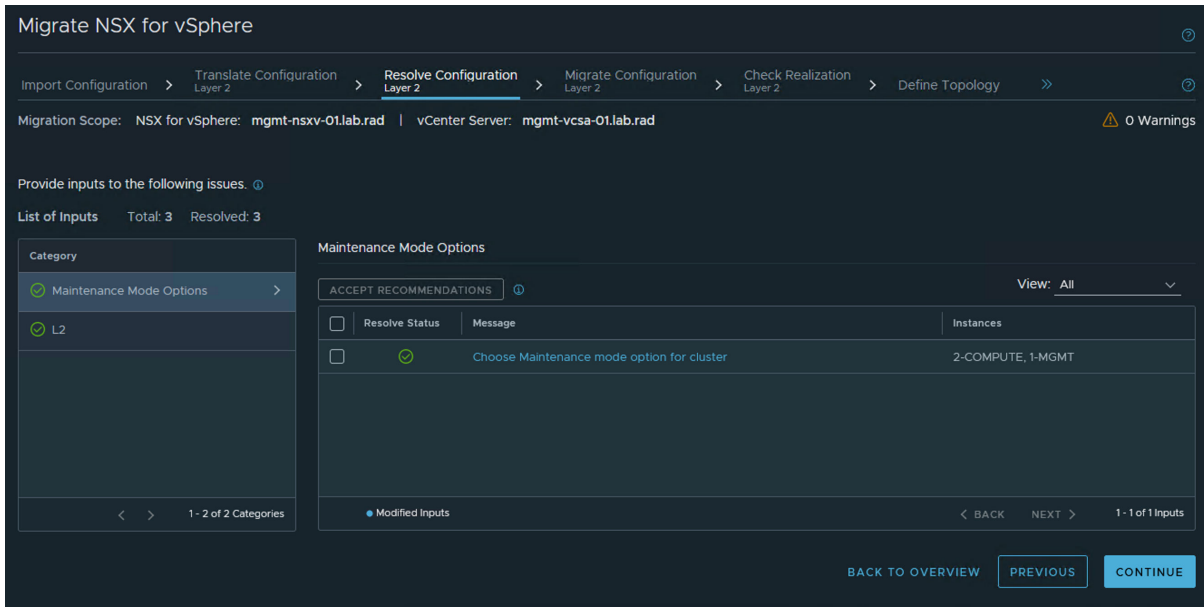 Migrate NSX for vSphere
Import Configuration > Translate Configuration Layer 2 > Resolve Configuration Layer 2 > Migrate Configuration Layer 2 > Check Realization Layer 2 > Define Topology »
Migration Scope: NSX for vSphere: mgmt-nsxv-01.lab.rad | vCenter Server: mgmt-vcsa-01.lab.rad 0 Warnings
Provide inputs to the following issues.
List of Inputs Total: 3 Resolved: 3
Category
Maintenance Mode Options >
L2
< > 1 - 2 of 2 Categories
Maintenance Mode Options
ACCEPT RECOMMENDATIONS View: All
Resolve Status Message Instances
Choose Maintenance mode option for cluster 2-COMPUTE, 1-MGMT
Modified Inputs < BACK NEXT > 1 - 1 of 1 Inputs
BACK TO OVERVIEW PREVIOUS CONTINUE